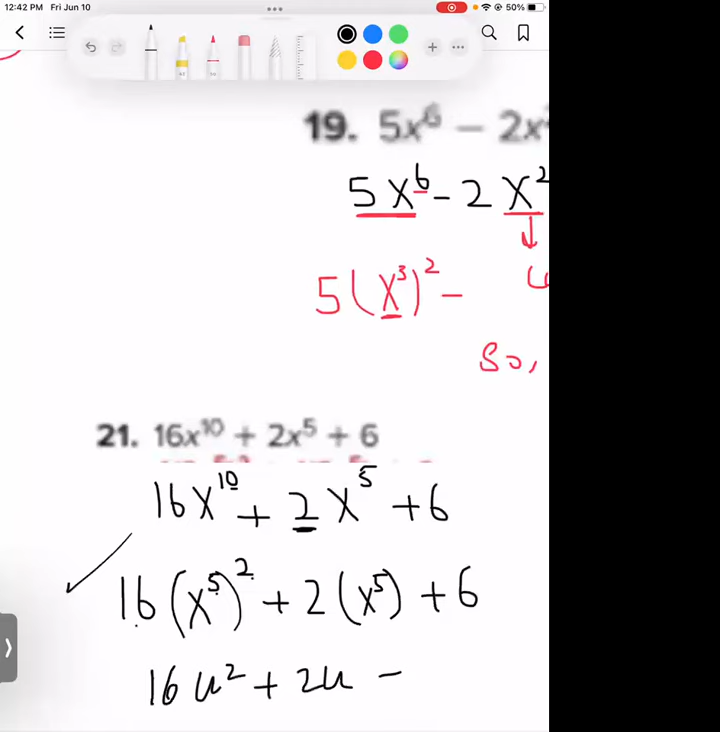 12:42 PM Fri Jun 10 50%
19. 5x⁶ − 2x
5x⁶ − 2x²
5(x³)² −
So,
21. 16x¹⁰ + 2x⁵ + 6
16x¹⁰ + 2x⁵ + 6
16(x⁵)² + 2(x⁵) + 6
16u² + 2u −